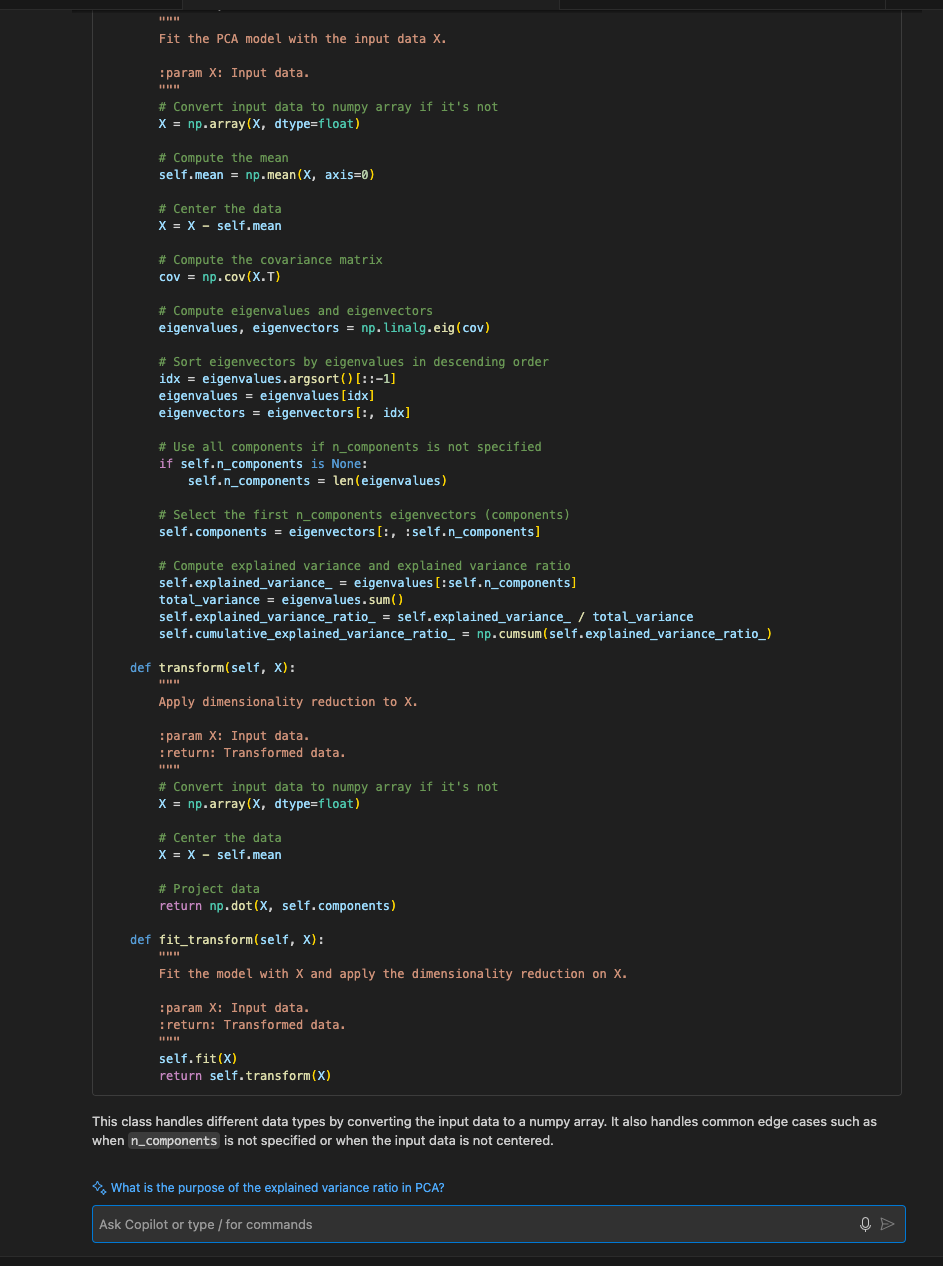 """
Fit the PCA model with the input data X.
:param X: Input data.
"""
# Convert input data to numpy array if it's not
X = np.array(X, dtype=float)
# Compute the mean
self.mean = np.mean(X, axis=0)
# Center the data
X = X - self.mean
# Compute the covariance matrix
cov = np.cov(X.T)
# Compute eigenvalues and eigenvectors
eigenvalues, eigenvectors = np.linalg.eig(cov)
# Sort eigenvectors by eigenvalues in descending order
idx = eigenvalues.argsort()[::-1]
eigenvalues = eigenvalues[idx]
eigenvectors = eigenvectors[:, idx]
# Use all components if n_components is not specified
if self.n_components is None:
self.n_components = len(eigenvalues)
# Select the first n_components eigenvectors (components)
self.components = eigenvectors[:, :self.n_components]
# Compute explained variance and explained variance ratio
self.explained_variance_ = eigenvalues[:self.n_components]
total_variance = eigenvalues.sum()
self.explained_variance_ratio_ = self.explained_variance_ / total_variance
self.cumulative_explained_variance_ratio_ = np.cumsum(self.explained_variance_ratio_)
def transform(self, X):
"""
Apply dimensionality reduction to X.
:param X: Input data.
:return: Transformed data.
"""
# Convert input data to numpy array if it's not
X = np.array(X, dtype=float)
# Center the data
X = X - self.mean
# Project data
return np.dot(X, self.components)
def fit_transform(self, X):
"""
Fit the model with X and apply the dimensionality reduction on X.
:param X: Input data.
:return: Transformed data.
"""
self.fit(X)
return self.transform(X)
This class handles different data types by converting the input data to a numpy array. It also handles common edge cases such as
when n_components is not specified or when the input data is not centered.
What is the purpose of the explained variance ratio in PCA?
Ask Copilot or type / for commands